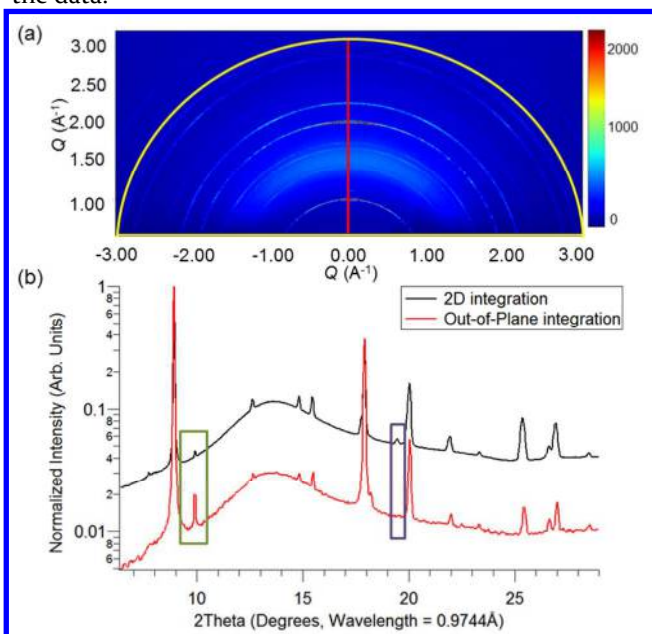 the data.
(a)
3.00
2.50
2.00
1.50
1.00
Q (A⁻¹)
2000
1000
0
-3.00 -2.00 -1.00 0.00 1.00 2.00 3.00
Q (A⁻¹)
(b)
2D integration
Out-of-Plane integration
1
8
6
4
2
0.1
8
6
4
2
0.01
8
6
Normalized Intensity (Arb. Units)
10 15 20 25
2Theta (Degrees, Wavelength = 0.9744Å)